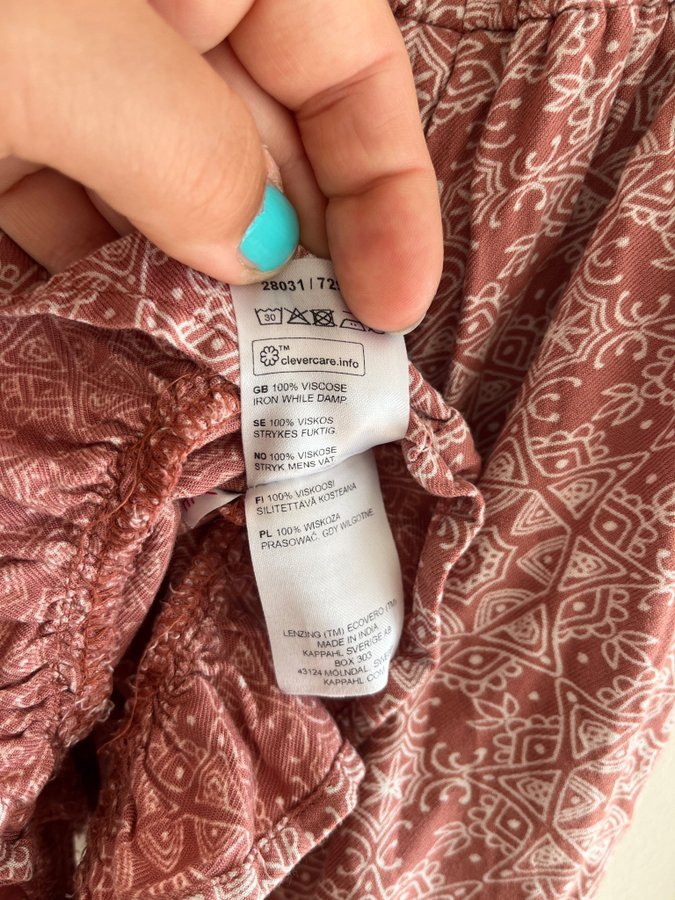 28031 / 72
30
TM
clevercare.info
GB 100% VISCOSE
IRON WHILE DAMP.
SE 100% VISKOS
STRYKES FUKTIG.
NO 100% VISKOSE
STRYK MENS VÅT
FI 100% VISKOOSI
SILITETTÄVÄ KOSTEANA
PL 100% WISKOZA
PRASOWAĆ, GDY WILGOTNE
LENZING (TM) ECOVERO (TM)
MADE IN INDIA
KAPPAHL SVERIGE AB
BOX 303
43124 MÖLNDAL,
KAPPAHL